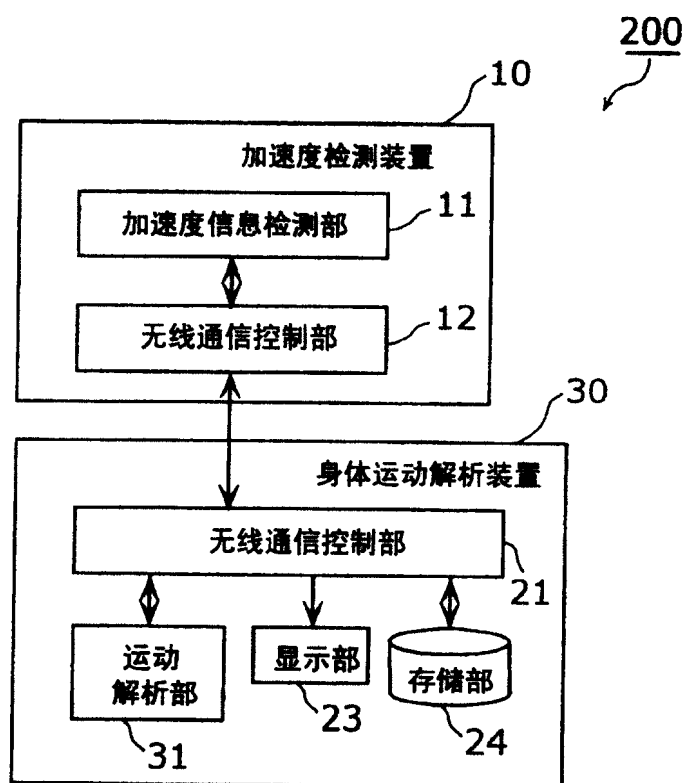 200
10
加速度检测装置
加速度信息检测部
11
无线通信控制部
12
30
身体运动解析装置
无线通信控制部
21
运动
解析部
31
显示部
23
存储部
24